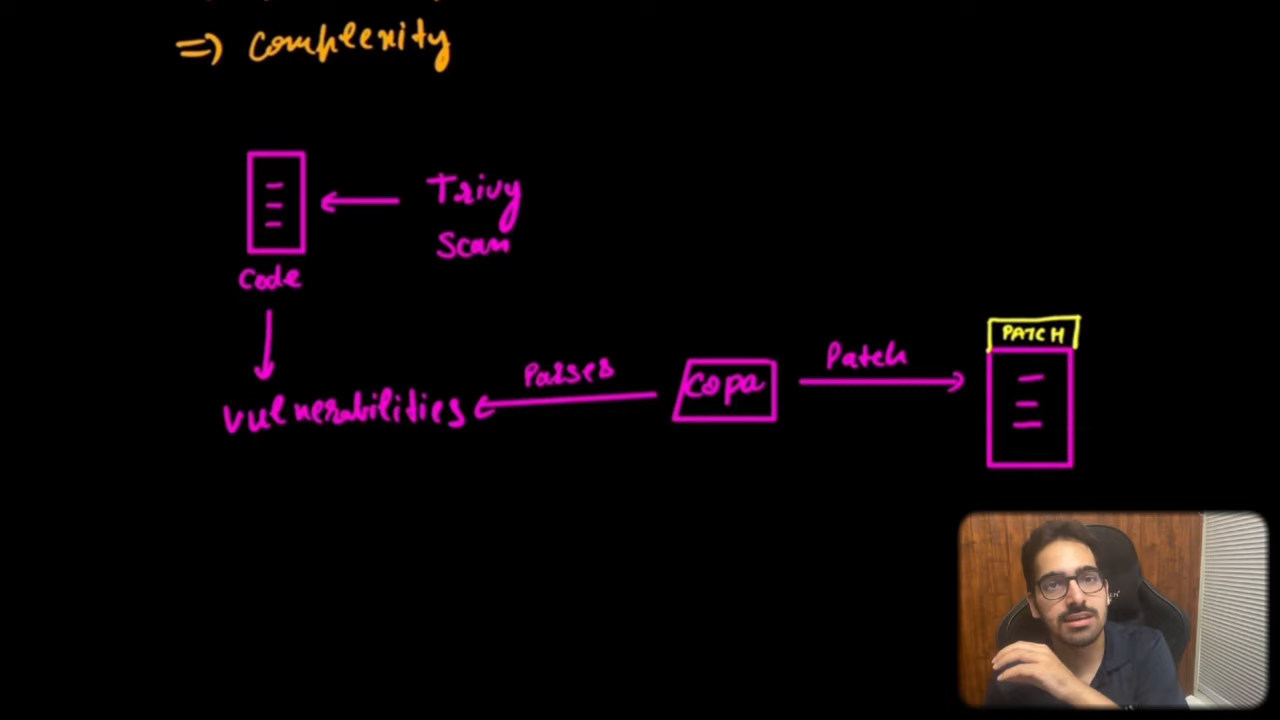 => Complexity
Trivy
Scan
Code
PATCH
Patch
Parses
Copa
Vulnerabilities